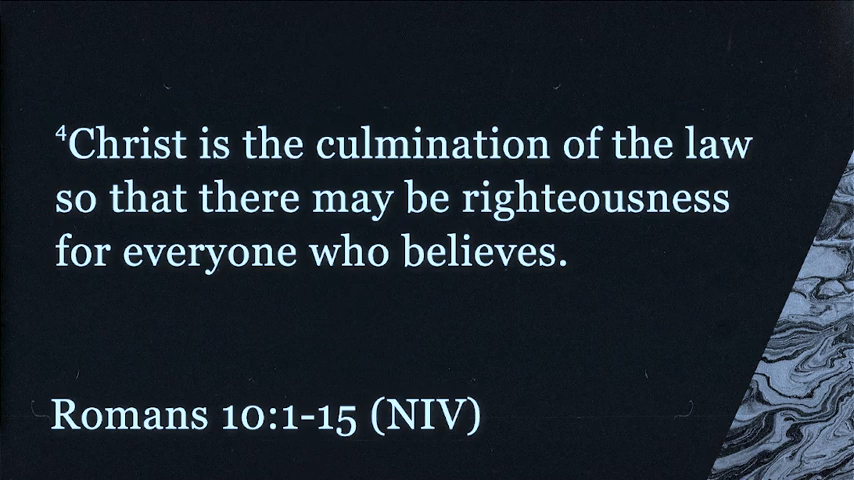 ⁴Christ is the culmination of the law
so that there may be righteousness
for everyone who believes.
Romans 10:1-15 (NIV)